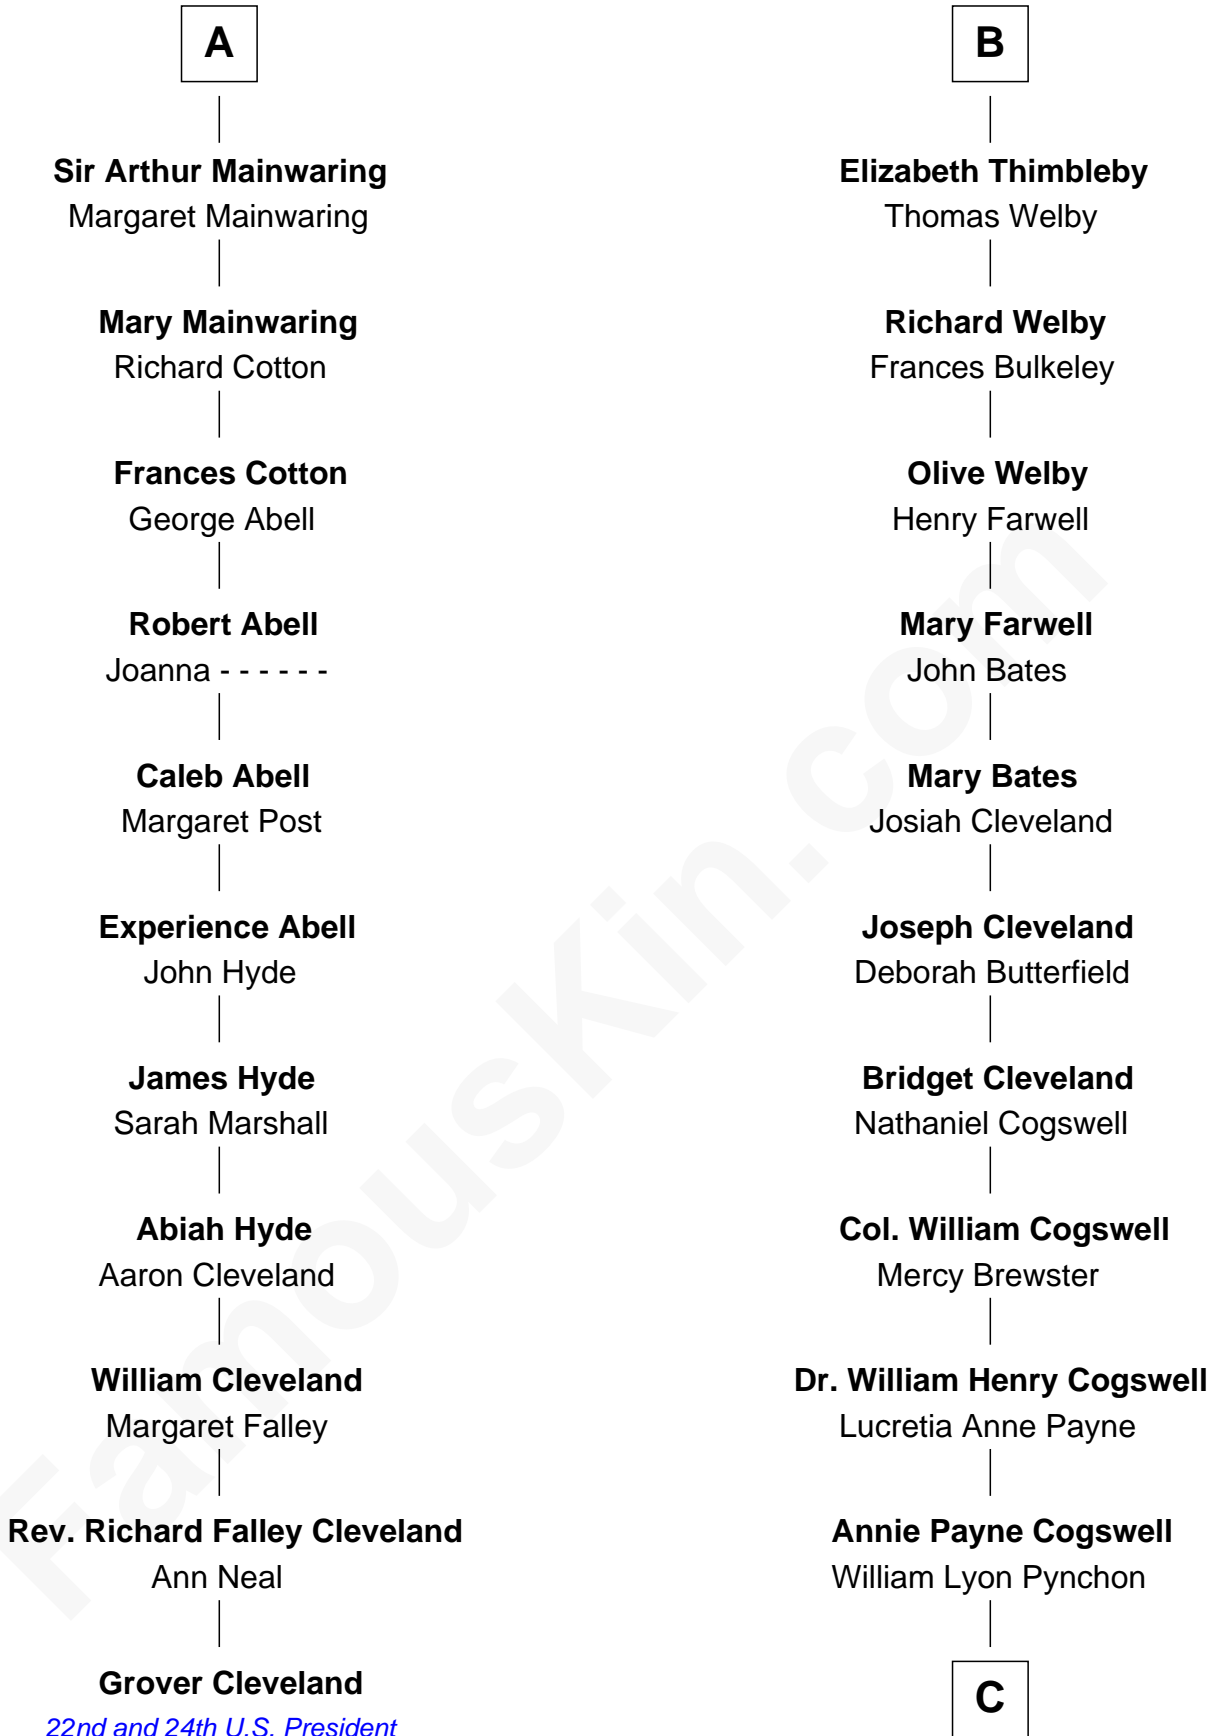 A
Sir Arthur Mainwaring
Margaret Mainwaring
Mary Mainwaring
Richard Cotton
Frances Cotton
George Abell
Robert Abell
Joanna - - - - - -
Caleb Abell
Margaret Post
Experience Abell
John Hyde
James Hyde
Sarah Marshall
Abiah Hyde
Aaron Cleveland
William Cleveland
Margaret Falley
Rev. Richard Falley Cleveland
Ann Neal
Grover Cleveland
22nd and 24th U.S. President
B
Elizabeth Thimbleby
Thomas Welby
Richard Welby
Frances Bulkeley
Olive Welby
Henry Farwell
Mary Farwell
John Bates
Mary Bates
Josiah Cleveland
Joseph Cleveland
Deborah Butterfield
Bridget Cleveland
Nathaniel Cogswell
Col. William Cogswell
Mercy Brewster
Dr. William Henry Cogswell
Lucretia Anne Payne
Annie Payne Cogswell
William Lyon Pynchon
C
FamousKin.com